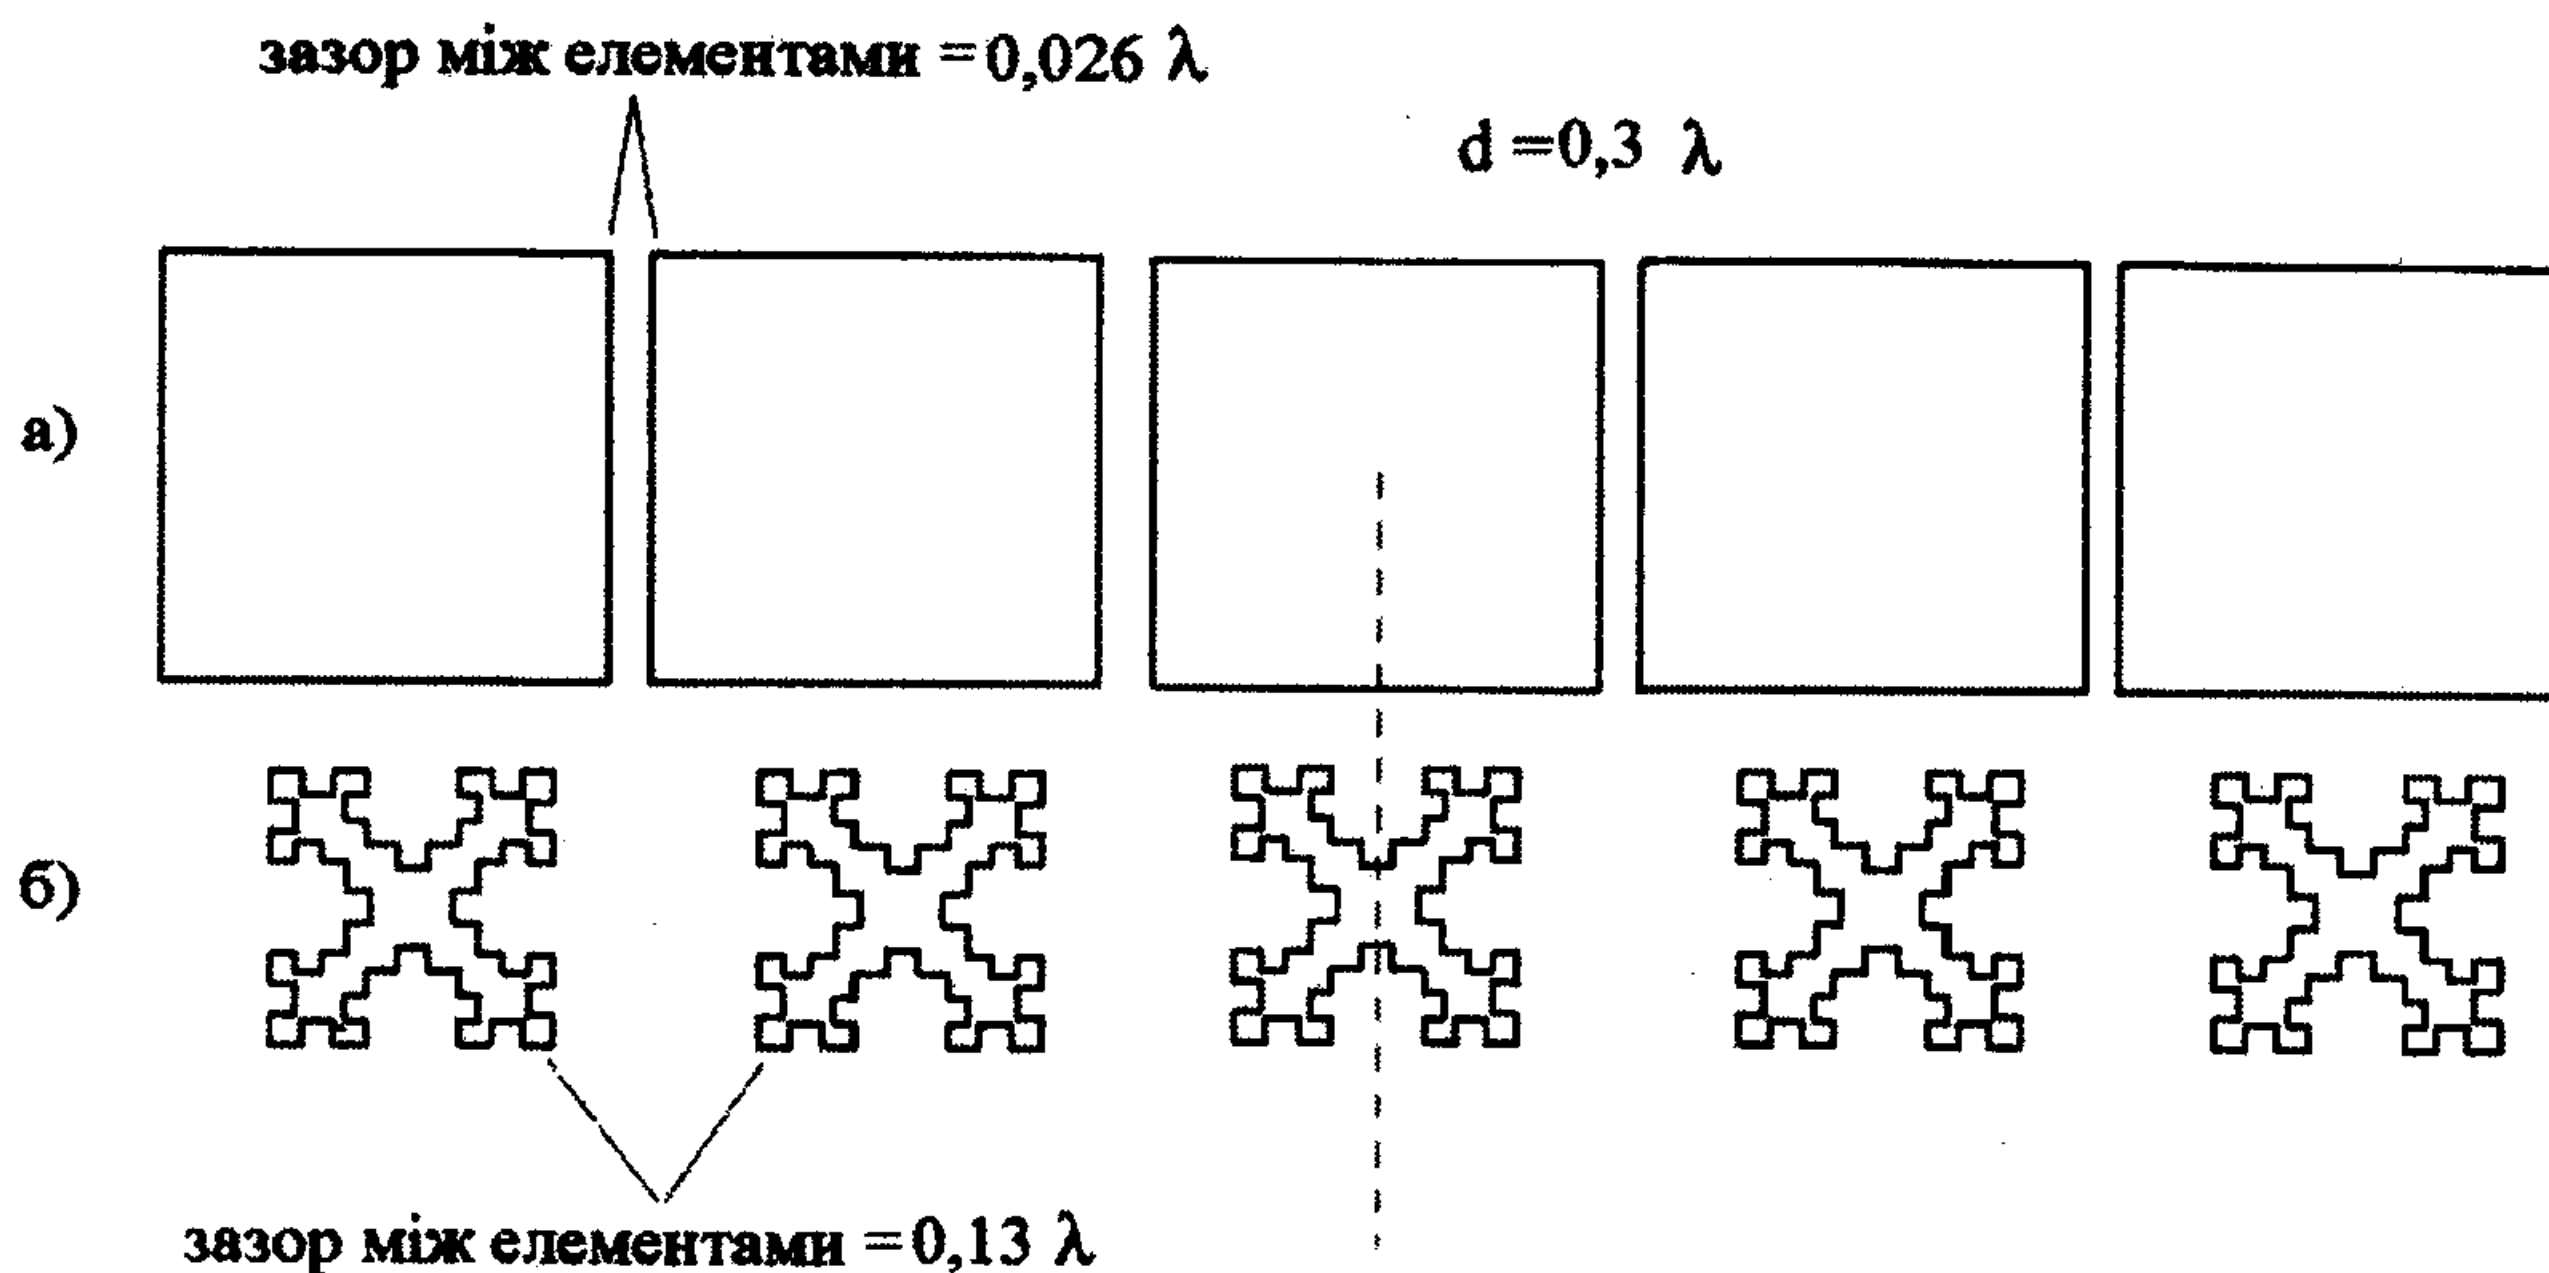 зазор між елементами = 0,026 λ
d = 0,3 λ
а)
б)
зазор між елементами = 0,13 λ